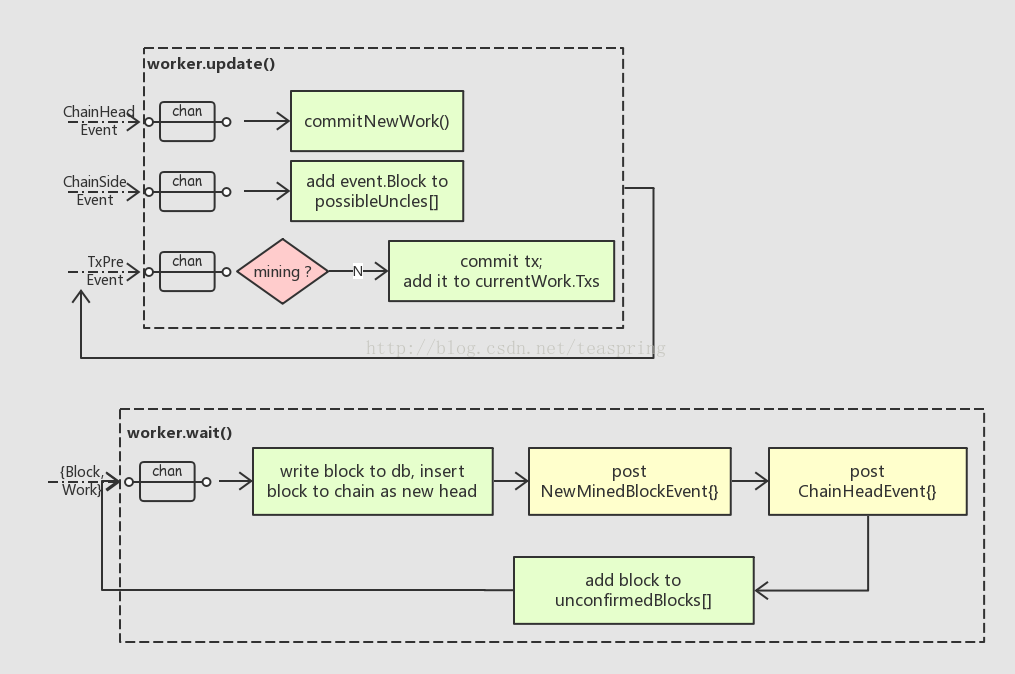 worker.update()
ChainHead
Event
chan
commitNewWork()
ChainSide
Event
chan
add event.Block to
possibleUncles[]
TxPre
Event
chan
mining ?
N
commit tx;
add it to currentWork.Txs
http://blog.csdn.net/teaspring
worker.wait()
{Block,
Work}
chan
write block to db, insert
block to chain as new head
post
NewMinedBlockEvent{}
post
ChainHeadEvent{}
add block to
unconfirmedBlocks[]